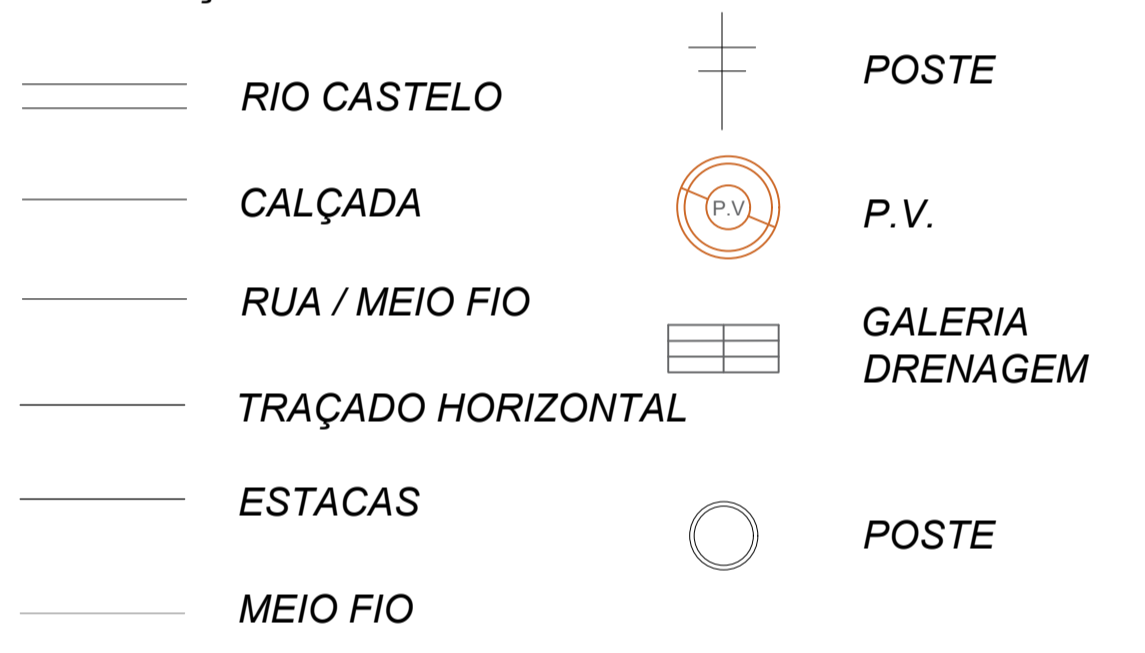 RIO CASTELO
CALÇADA
RUA / MEIO FIO
TRAÇADO HORIZONTAL
ESTACAS
MEIO FIO
POSTE
P.V
P.V.
GALERIA
DRENAGEM
POSTE